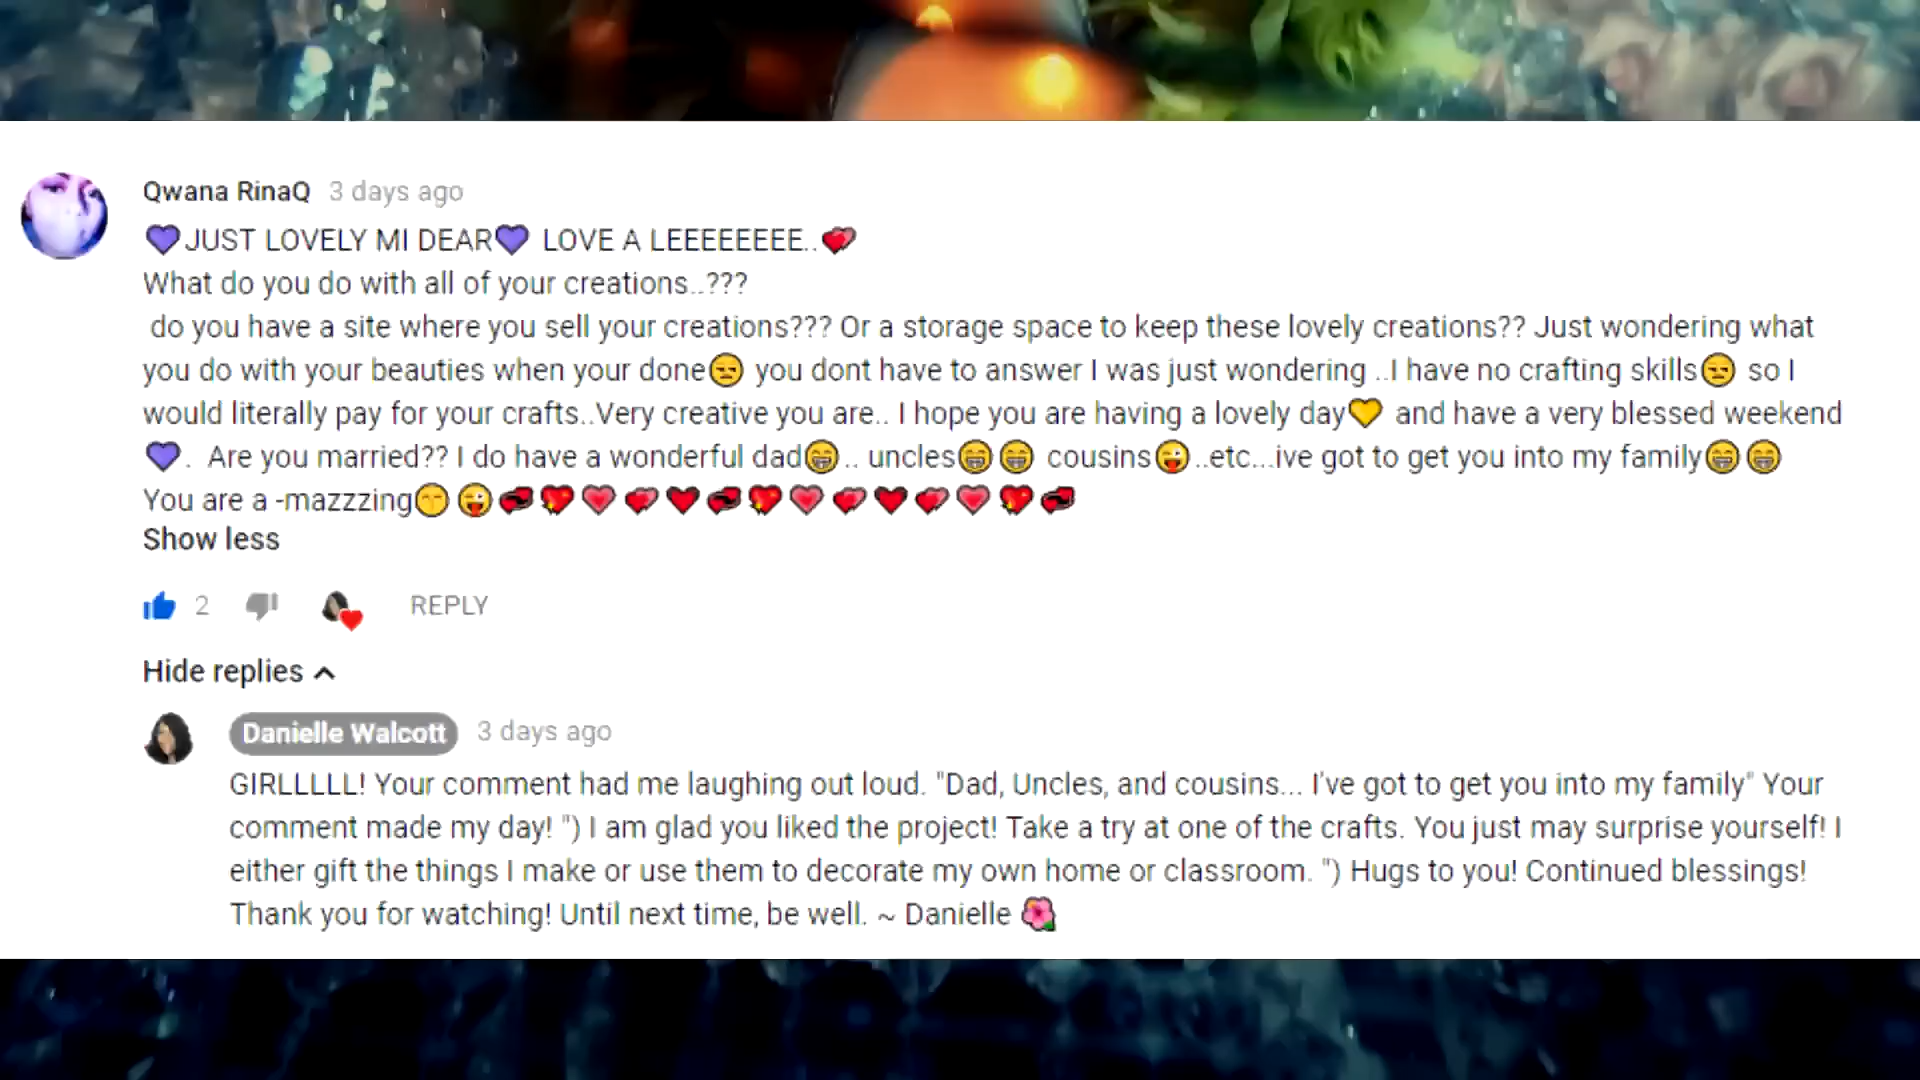 Qwana RinaQ 3 days ago
💜JUST LOVELY MI DEAR💜 LOVE A LEEEEEEEE..💕
What do you do with all of your creations..???
do you have a site where you sell your creations??? Or a storage space to keep these lovely creations?? Just wondering what
you do with your beauties when your done😒 you dont have to answer I was just wondering ..I have no crafting skills😒 so I
would literally pay for your crafts..Very creative you are.. I hope you are having a lovely day💛 and have a very blessed weekend
💜. Are you married?? I do have a wonderful dad😁.. uncles😁😁 cousins😜..etc...ive got to get you into my family😁😁
You are a -mazzzing😙😜💞💖💗💕❤💞💖💗💕❤💕💗💖💞
Show less
2 REPLY
Hide replies
Danielle Walcott 3 days ago
GIRLLLLL! Your comment had me laughing out loud. "Dad, Uncles, and cousins... I've got to get you into my family" Your
comment made my day! ") I am glad you liked the project! Take a try at one of the crafts. You just may surprise yourself! I
either gift the things I make or use them to decorate my own home or classroom. ") Hugs to you! Continued blessings!
Thank you for watching! Until next time, be well. ~ Danielle 🌺